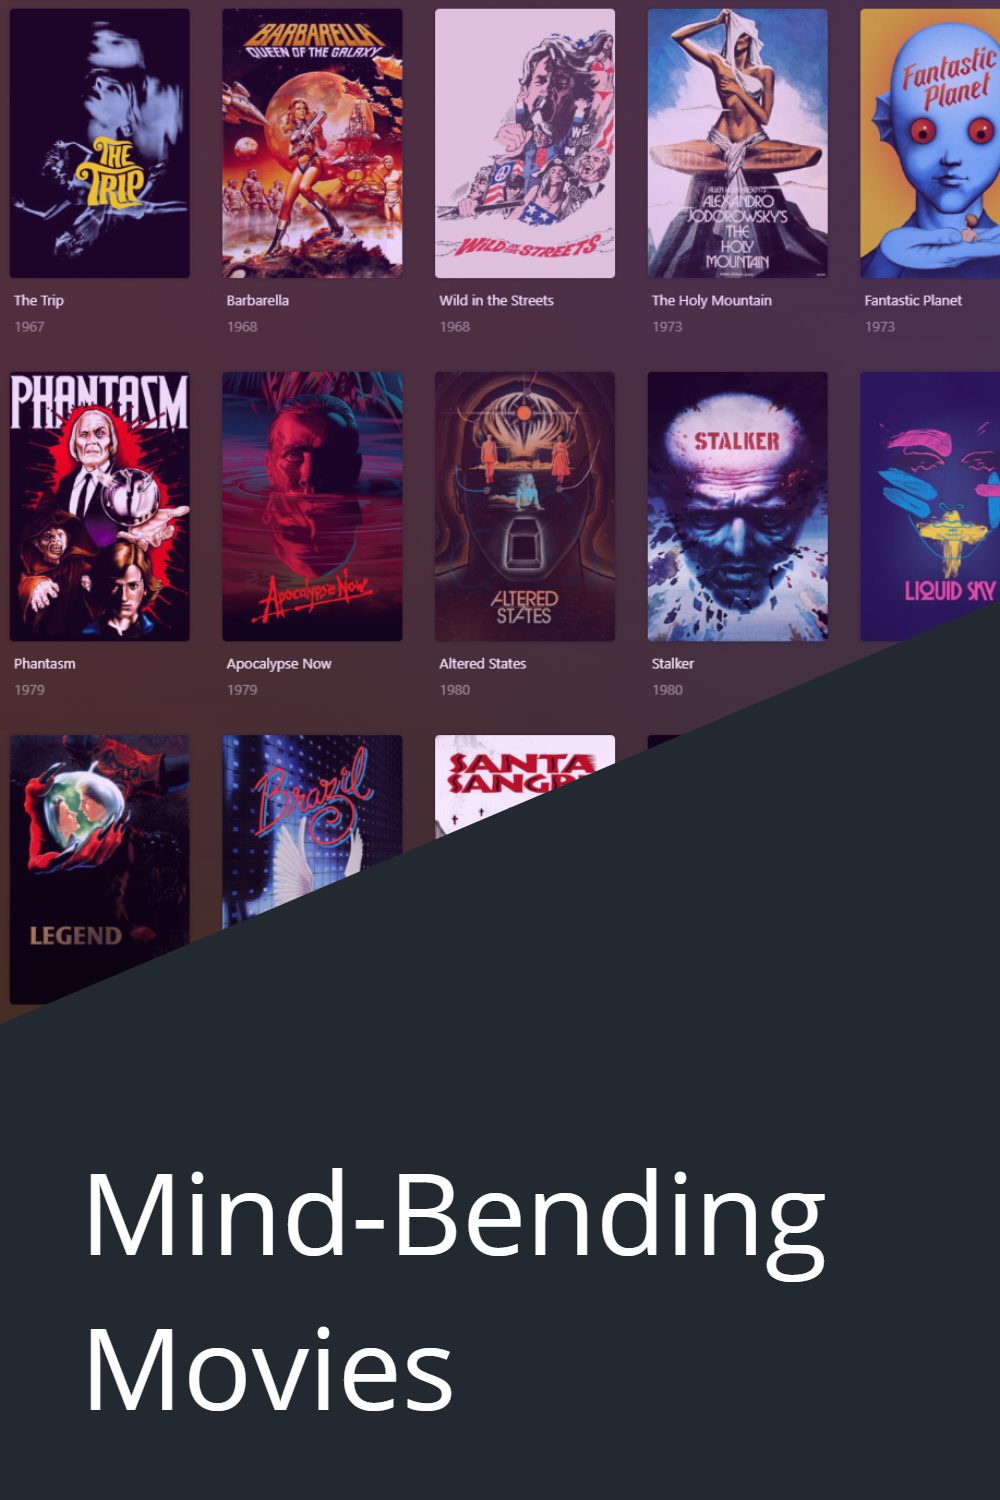 THE
TRIP
BARBARELLA
QUEEN OF THE GALAXY
WILD IN THE STREETS
ALEXANDRO
JODOROWSKY'S
THE
HOLY
MOUNTAIN
Fantastic
Planet
The Trip
Barbarella
Wild in the Streets
The Holy Mountain
Fantastic Planet
1967
1968
1968
1973
1973
PHANTASM
Apocalypse Now
ALTERED
STATES
STALKER
LIQUID SKY
Phantasm
Apocalypse Now
Altered States
Stalker
1979
1979
1980
1980
LEGEND
Brazil
SANTA
Mind-Bending
Movies